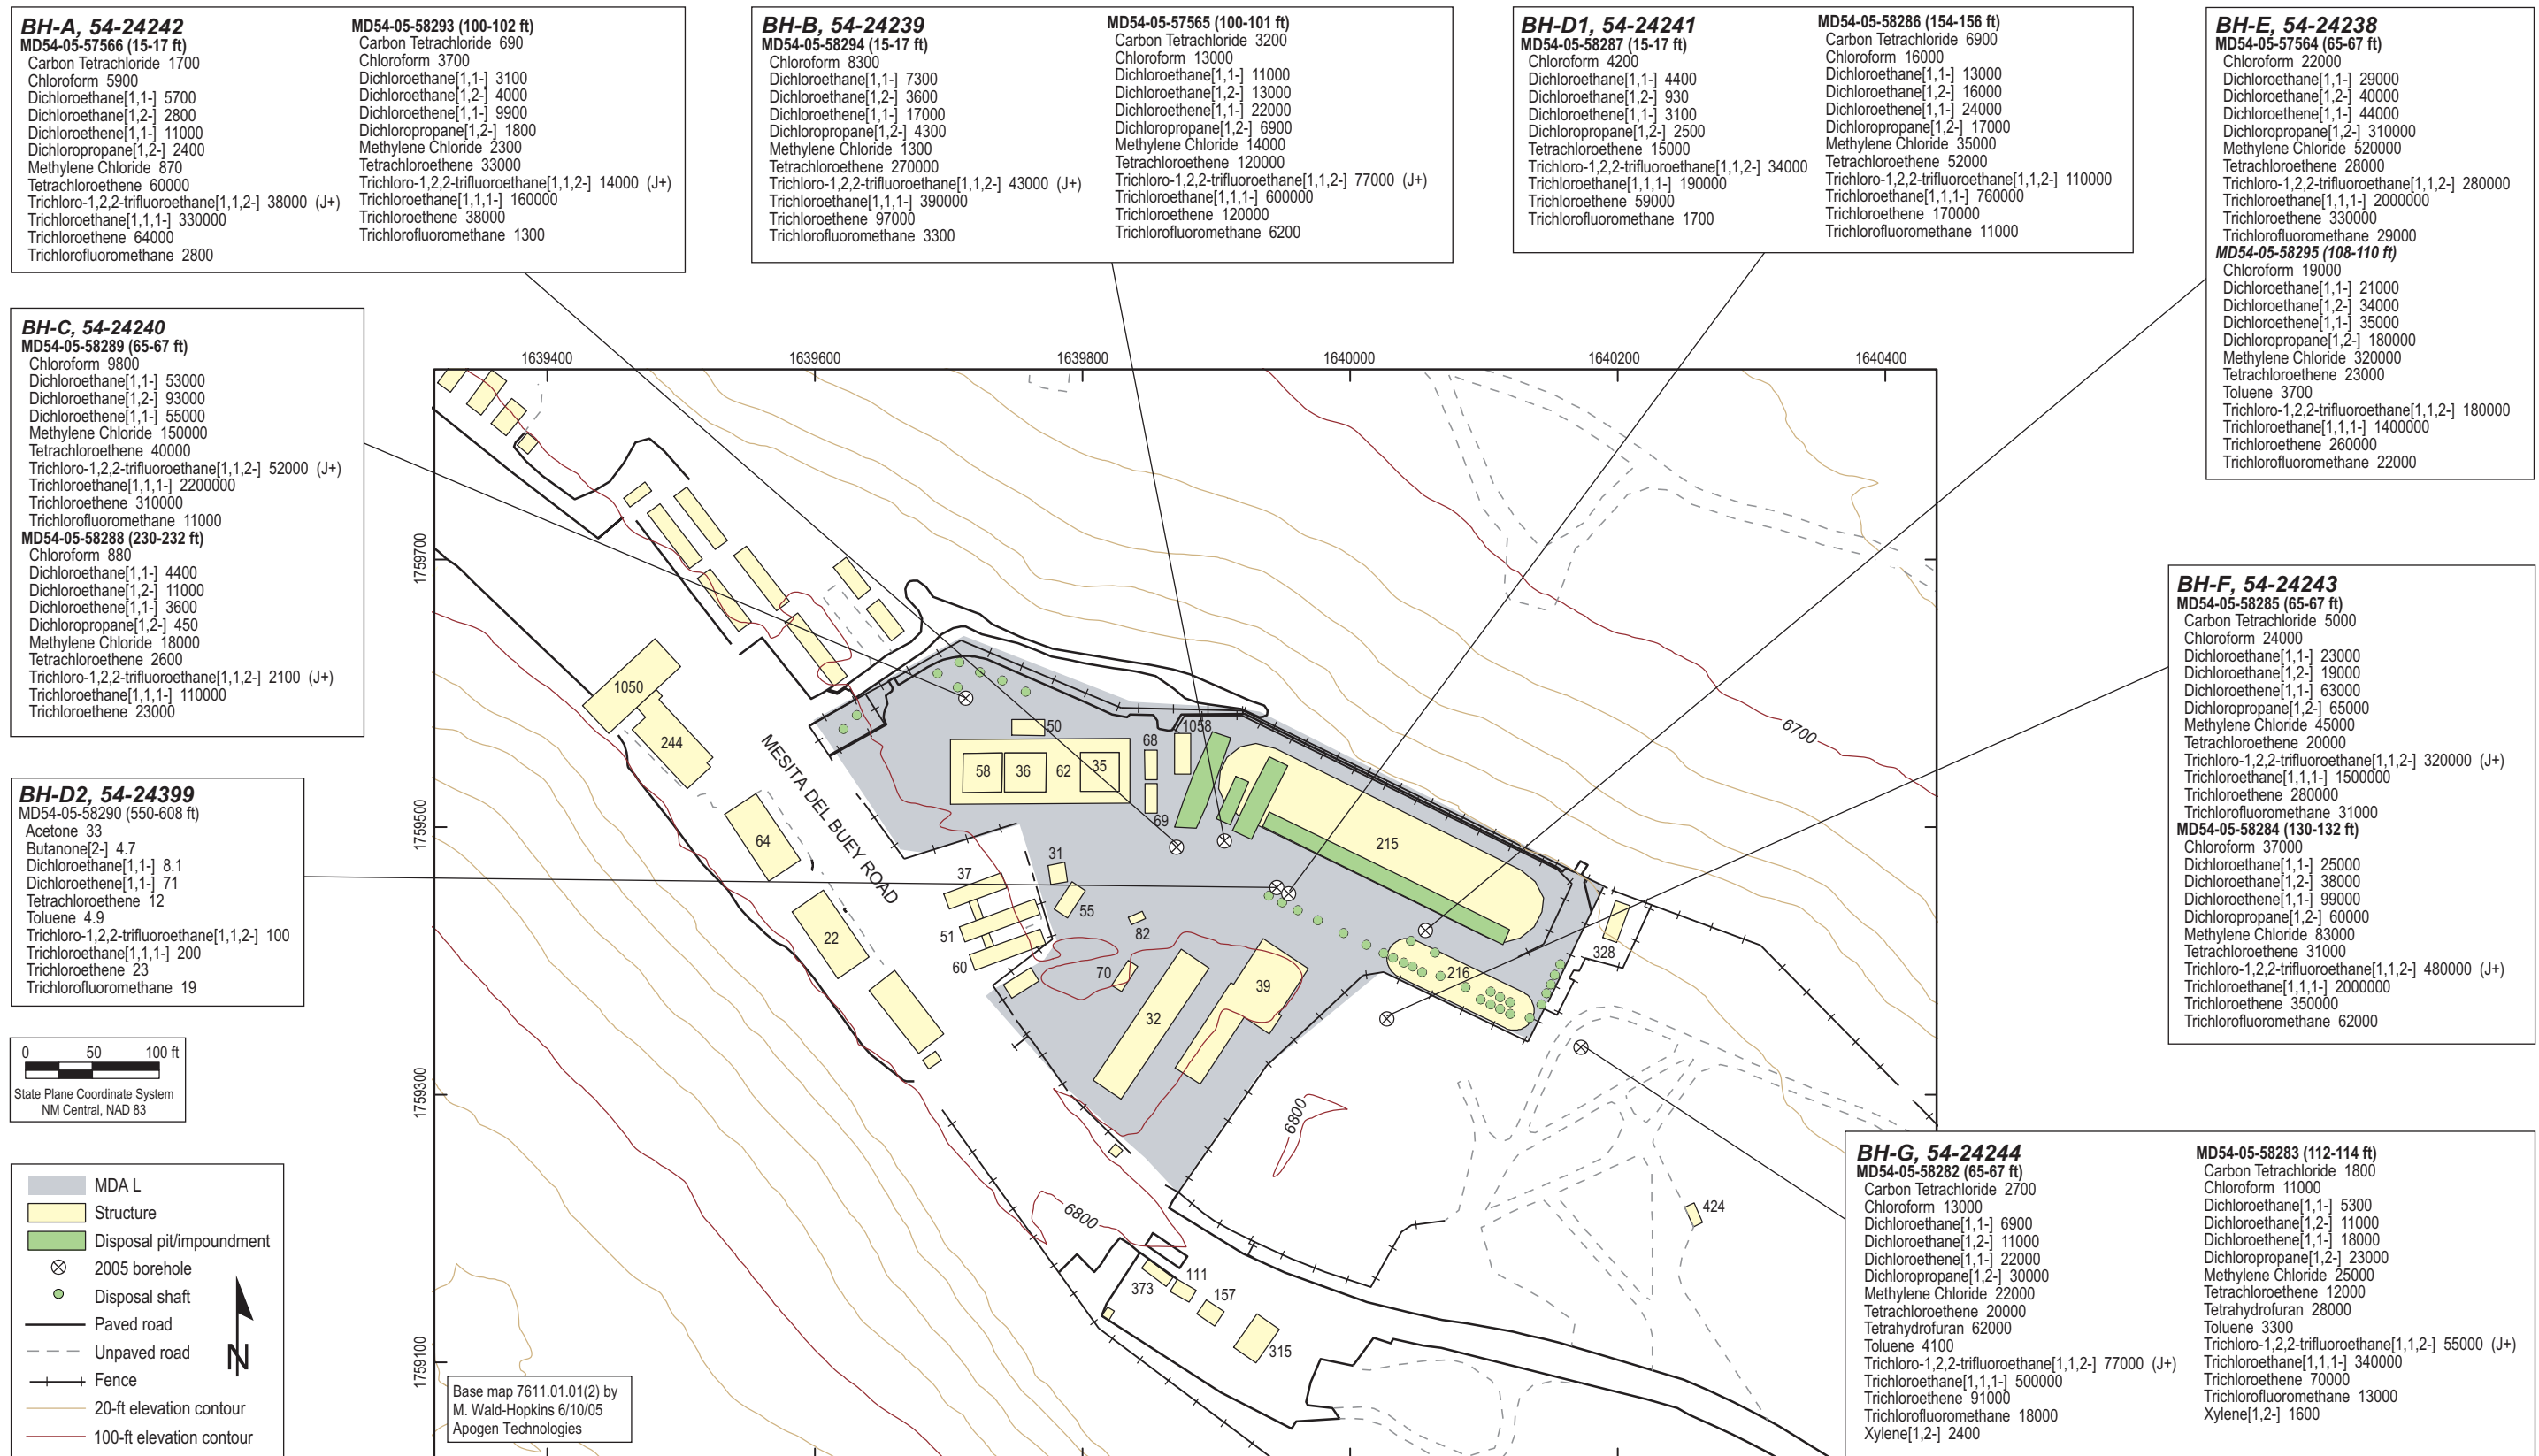 BH-A, 54-24242
MD54-05-57566 (15-17 ft)
Carbon Tetrachloride 1700
Chloroform 5900
Dichloroethane[1,1-] 5700
Dichloroethane[1,2-] 2800
Dichloroethene[1,1-] 11000
Dichloropropane[1,2-] 2400
Methylene Chloride 870
Tetrachloroethene 60000
Trichloro-1,2,2-trifluoroethane[1,1,2-] 38000 (J+)
Trichloroethane[1,1,1-] 330000
Trichloroethene 64000
Trichlorofluoromethane 2800
MD54-05-58293 (100-102 ft)
Carbon Tetrachloride 690
Chloroform 3700
Dichloroethane[1,1-] 3100
Dichloroethane[1,2-] 4000
Dichloroethene[1,1-] 9900
Dichloropropane[1,2-] 1800
Methylene Chloride 2300
Tetrachloroethene 33000
Trichloro-1,2,2-trifluoroethane[1,1,2-] 14000 (J+)
Trichloroethane[1,1,1-] 160000
Trichloroethene 38000
Trichlorofluoromethane 1300
BH-B, 54-24239
MD54-05-58294 (15-17 ft)
Chloroform 8300
Dichloroethane[1,1-] 7300
Dichloroethane[1,2-] 3600
Dichloroethene[1,1-] 17000
Dichloropropane[1,2-] 4300
Methylene Chloride 1300
Tetrachloroethene 270000
Trichloro-1,2,2-trifluoroethane[1,1,2-] 43000 (J+)
Trichloroethane[1,1,1-] 390000
Trichloroethene 97000
Trichlorofluoromethane 3300
MD54-05-57565 (100-101 ft)
Carbon Tetrachloride 3200
Chloroform 13000
Dichloroethane[1,1-] 11000
Dichloroethane[1,2-] 13000
Dichloroethene[1,1-] 22000
Dichloropropane[1,2-] 6900
Methylene Chloride 14000
Tetrachloroethene 120000
Trichloro-1,2,2-trifluoroethane[1,1,2-] 77000 (J+)
Trichloroethane[1,1,1-] 600000
Trichloroethene 120000
Trichlorofluoromethane 6200
BH-D1, 54-24241
MD54-05-58287 (15-17 ft)
Chloroform 4200
Dichloroethane[1,1-] 4400
Dichloroethane[1,2-] 930
Dichloroethene[1,1-] 3100
Dichloropropane[1,2-] 2500
Tetrachloroethene 15000
Trichloro-1,2,2-trifluoroethane[1,1,2-] 34000
Trichloroethane[1,1,1-] 190000
Trichloroethene 59000
Trichlorofluoromethane 1700
MD54-05-58286 (154-156 ft)
Carbon Tetrachloride 6900
Chloroform 16000
Dichloroethane[1,1-] 13000
Dichloroethane[1,2-] 16000
Dichloroethene[1,1-] 24000
Dichloropropane[1,2-] 17000
Methylene Chloride 35000
Tetrachloroethene 52000
Trichloro-1,2,2-trifluoroethane[1,1,2-] 110000
Trichloroethane[1,1,1-] 760000
Trichloroethene 170000
Trichlorofluoromethane 11000
BH-E, 54-24238
MD54-05-57564 (65-67 ft)
Chloroform 22000
Dichloroethane[1,1-] 29000
Dichloroethane[1,2-] 40000
Dichloroethene[1,1-] 44000
Dichloropropane[1,2-] 310000
Methylene Chloride 520000
Tetrachloroethene 28000
Trichloro-1,2,2-trifluoroethane[1,1,2-] 280000
Trichloroethane[1,1,1-] 2000000
Trichloroethene 330000
Trichlorofluoromethane 29000
MD54-05-58295 (108-110 ft)
Chloroform 19000
Dichloroethane[1,1-] 21000
Dichloroethane[1,2-] 34000
Dichloroethene[1,1-] 35000
Dichloropropane[1,2-] 180000
Methylene Chloride 320000
Tetrachloroethene 23000
Toluene 3700
Trichloro-1,2,2-trifluoroethane[1,1,2-] 180000
Trichloroethane[1,1,1-] 1400000
Trichloroethene 260000
Trichlorofluoromethane 22000
BH-C, 54-24240
MD54-05-58289 (65-67 ft)
Chloroform 9800
Dichloroethane[1,1-] 53000
Dichloroethane[1,2-] 93000
Dichloroethene[1,1-] 55000
Methylene Chloride 150000
Tetrachloroethene 40000
Trichloro-1,2,2-trifluoroethane[1,1,2-] 52000 (J+)
Trichloroethane[1,1,1-] 2200000
Trichloroethene 310000
Trichlorofluoromethane 11000
MD54-05-58288 (230-232 ft)
Chloroform 880
Dichloroethane[1,1-] 4400
Dichloroethane[1,2-] 11000
Dichloroethene[1,1-] 3600
Dichloropropane[1,2-] 450
Methylene Chloride 18000
Tetrachloroethene 2600
Trichloro-1,2,2-trifluoroethane[1,1,2-] 2100 (J+)
Trichloroethane[1,1,1-] 110000
Trichloroethene 23000
BH-D2, 54-24399
MD54-05-58290 (550-608 ft)
Acetone 33
Butanone[2-] 4.7
Dichloroethane[1,1-] 8.1
Dichloroethene[1,1-] 71
Tetrachloroethene 12
Toluene 4.9
Trichloro-1,2,2-trifluoroethane[1,1,2-] 100
Trichloroethane[1,1,1-] 200
Trichloroethene 23
Trichlorofluoromethane 19
BH-F, 54-24243
MD54-05-58285 (65-67 ft)
Carbon Tetrachloride 5000
Chloroform 24000
Dichloroethane[1,1-] 23000
Dichloroethane[1,2-] 19000
Dichloroethene[1,1-] 63000
Dichloropropane[1,2-] 65000
Methylene Chloride 45000
Tetrachloroethene 20000
Trichloro-1,2,2-trifluoroethane[1,1,2-] 320000 (J+)
Trichloroethane[1,1,1-] 1500000
Trichloroethene 280000
Trichlorofluoromethane 31000
MD54-05-58284 (130-132 ft)
Chloroform 37000
Dichloroethane[1,1-] 25000
Dichloroethane[1,2-] 38000
Dichloroethene[1,1-] 99000
Dichloropropane[1,2-] 60000
Methylene Chloride 83000
Tetrachloroethene 31000
Trichloro-1,2,2-trifluoroethane[1,1,2-] 480000 (J+)
Trichloroethane[1,1,1-] 2000000
Trichloroethene 350000
Trichlorofluoromethane 62000
BH-G, 54-24244
MD54-05-58282 (65-67 ft)
Carbon Tetrachloride 2700
Chloroform 13000
Dichloroethane[1,1-] 6900
Dichloroethane[1,2-] 11000
Dichloroethene[1,1-] 22000
Dichloropropane[1,2-] 30000
Methylene Chloride 22000
Tetrachloroethene 20000
Tetrahydrofuran 62000
Toluene 4100
Trichloro-1,2,2-trifluoroethane[1,1,2-] 77000 (J+)
Trichloroethane[1,1,1-] 500000
Trichloroethene 91000
Trichlorofluoromethane 18000
Xylene[1,2-] 2400
MD54-05-58283 (112-114 ft)
Carbon Tetrachloride 1800
Chloroform 11000
Dichloroethane[1,1-] 5300
Dichloroethane[1,2-] 11000
Dichloroethene[1,1-] 18000
Dichloropropane[1,2-] 23000
Methylene Chloride 25000
Tetrachloroethene 12000
Tetrahydrofuran 28000
Toluene 3300
Trichloro-1,2,2-trifluoroethane[1,1,2-] 55000 (J+)
Trichloroethane[1,1,1-] 340000
Trichloroethene 70000
Trichlorofluoromethane 13000
Xylene[1,2-] 1600
1639400
1639600
1639800
1640000
1640200
1640400
1759700
1759500
1759300
1759100
6700
1050
244
MESITA DEL BUEY ROAD
50
1058
68
58
36
62
35
69
215
64
31
37
55
51
82
22
60
70
39
216
328
32
6800
6800
424
373
111
157
315
0 50 100 ft
State Plane Coordinate System
NM Central, NAD 83
MDA L
Structure
Disposal pit/impoundment
2005 borehole
Disposal shaft
Paved road
Unpaved road
Fence
20-ft elevation contour
100-ft elevation contour
N
Base map 7611.01.01(2) by
M. Wald-Hopkins 6/10/05
Apogen Technologies